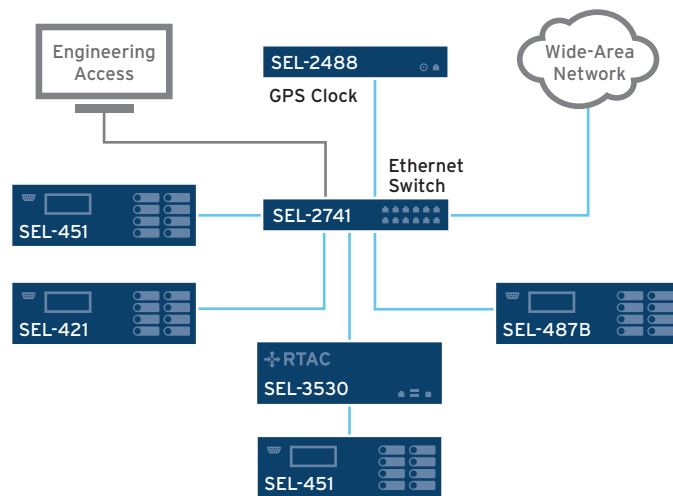 Engineering
Access
SEL-2488
GPS Clock
Wide-Area
Network
Ethernet
Switch
SEL-2741
SEL-451
SEL-421
SEL-487B
RTAC
SEL-3530
SEL-451